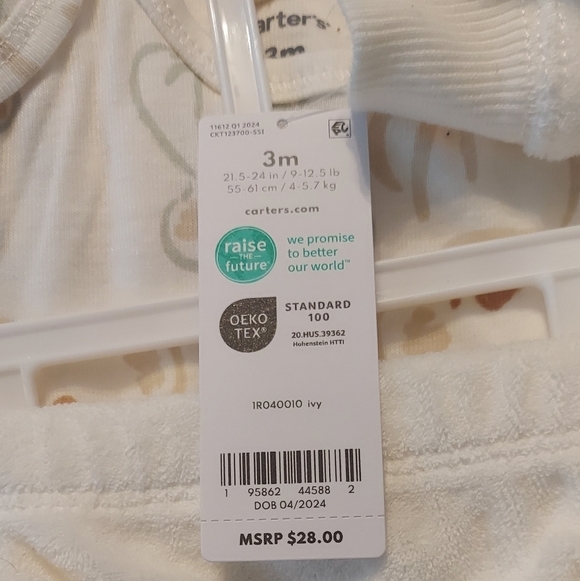 arter's
3m
11612 01 2024
CKT123700-SSI
3m
21.5-24 in / 9-12.5 lb
55-61 cm / 4-5.7 kg
carters.com
raise
THE
future
we promise
to better
our world™
OEKO
TEX®
STANDARD
100
20.HUS.39362
Hohenstein HTTI
1R040010 ivy
1 95862 44588 2
DOB 04/2024
MSRP $28.00